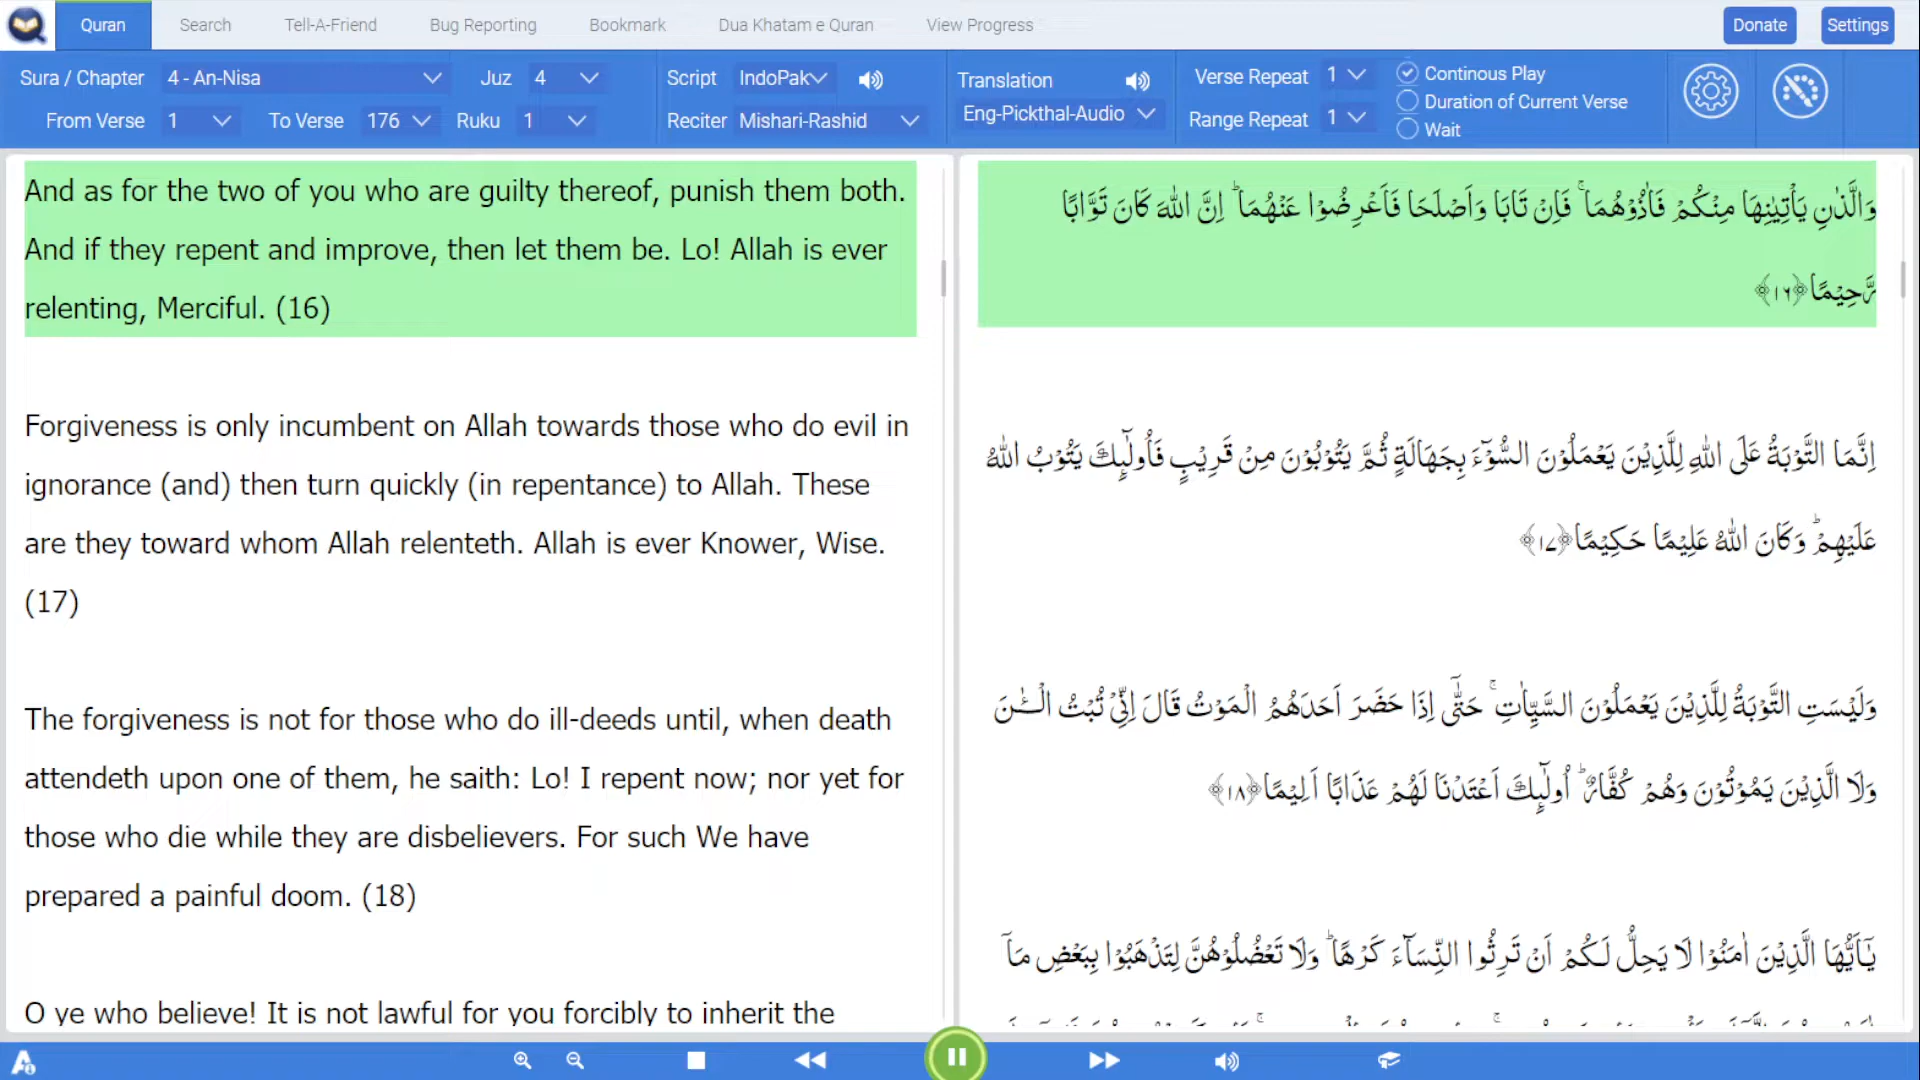 Quran Search Tell-A-Friend Bug Reporting Bookmark Dua Khatam e Quran View Progress Donate Settings
Sura / Chapter 4 - An-Nisa Juz 4
From Verse 1 To Verse 176 Ruku 1
Script IndoPak
Reciter Mishari-Rashid
Translation
Eng-Pickthal-Audio
Verse Repeat 1
Range Repeat 1
Continous Play
Duration of Current Verse
Wait
And as for the two of you who are guilty thereof, punish them both.
And if they repent and improve, then let them be. Lo! Allah is ever
relenting, Merciful. (16)
Forgiveness is only incumbent on Allah towards those who do evil in
ignorance (and) then turn quickly (in repentance) to Allah. These
are they toward whom Allah relenteth. Allah is ever Knower, Wise.
(17)
The forgiveness is not for those who do ill-deeds until, when death
attendeth upon one of them, he saith: Lo! I repent now; nor yet for
those who die while they are disbelievers. For such We have
prepared a painful doom. (18)
O ye who believe! It is not lawful for you forcibly to inherit the
وَالَّذٰنِ يَاْتِيٰنِهَا مِنْكُمْ فَاٰذُوْهُمَا ۚ فَاِنْ تَابَا وَاَصْلَحَا فَاَعْرِضُوْا عَنْهُمَا ؕ اِنَّ اللّٰهَ كَانَ تَوَّابًا
رَّحِيْمًا ﴿۱۶﴾
اِنَّمَا التَّوْبَةُ عَلَى اللّٰهِ لِلَّذِيْنَ يَعْمَلُوْنَ السُّوْٓءَ بِجَهَالَةٍ ثُمَّ يَتُوْبُوْنَ مِنْ قَرِيْبٍ فَاُولٰٓئِكَ يَتُوْبُ اللّٰهُ
عَلَيْهِمْ ؕ وَكَانَ اللّٰهُ عَلِيْمًا حَكِيْمًا ﴿۱۷﴾
وَلَيْسَتِ التَّوْبَةُ لِلَّذِيْنَ يَعْمَلُوْنَ السَّيِّاٰتِ ۚ حَتّٰٓى اِذَا حَضَرَ اَحَدَهُمُ الْمَوْتُ قَالَ اِنِّىْ تُبْتُ الْـــٰٔنَ
وَلَا الَّذِيْنَ يَمُوْتُوْنَ وَهُمْ كُفَّارٌ ؕ اُولٰٓئِكَ اَعْتَدْنَا لَهُمْ عَذَابًا اَلِيْمًا ﴿۱۸﴾
يٰۤـاَيُّهَا الَّذِيْنَ اٰمَنُوْا لَا يَحِلُّ لَـكُمْ اَنْ تَرِثُوا النِّسَآءَ كَرْهًا ؕ وَلَا تَعْضُلُوْهُنَّ لِتَذْهَبُوْا بِبَعْضِ مَاۤ